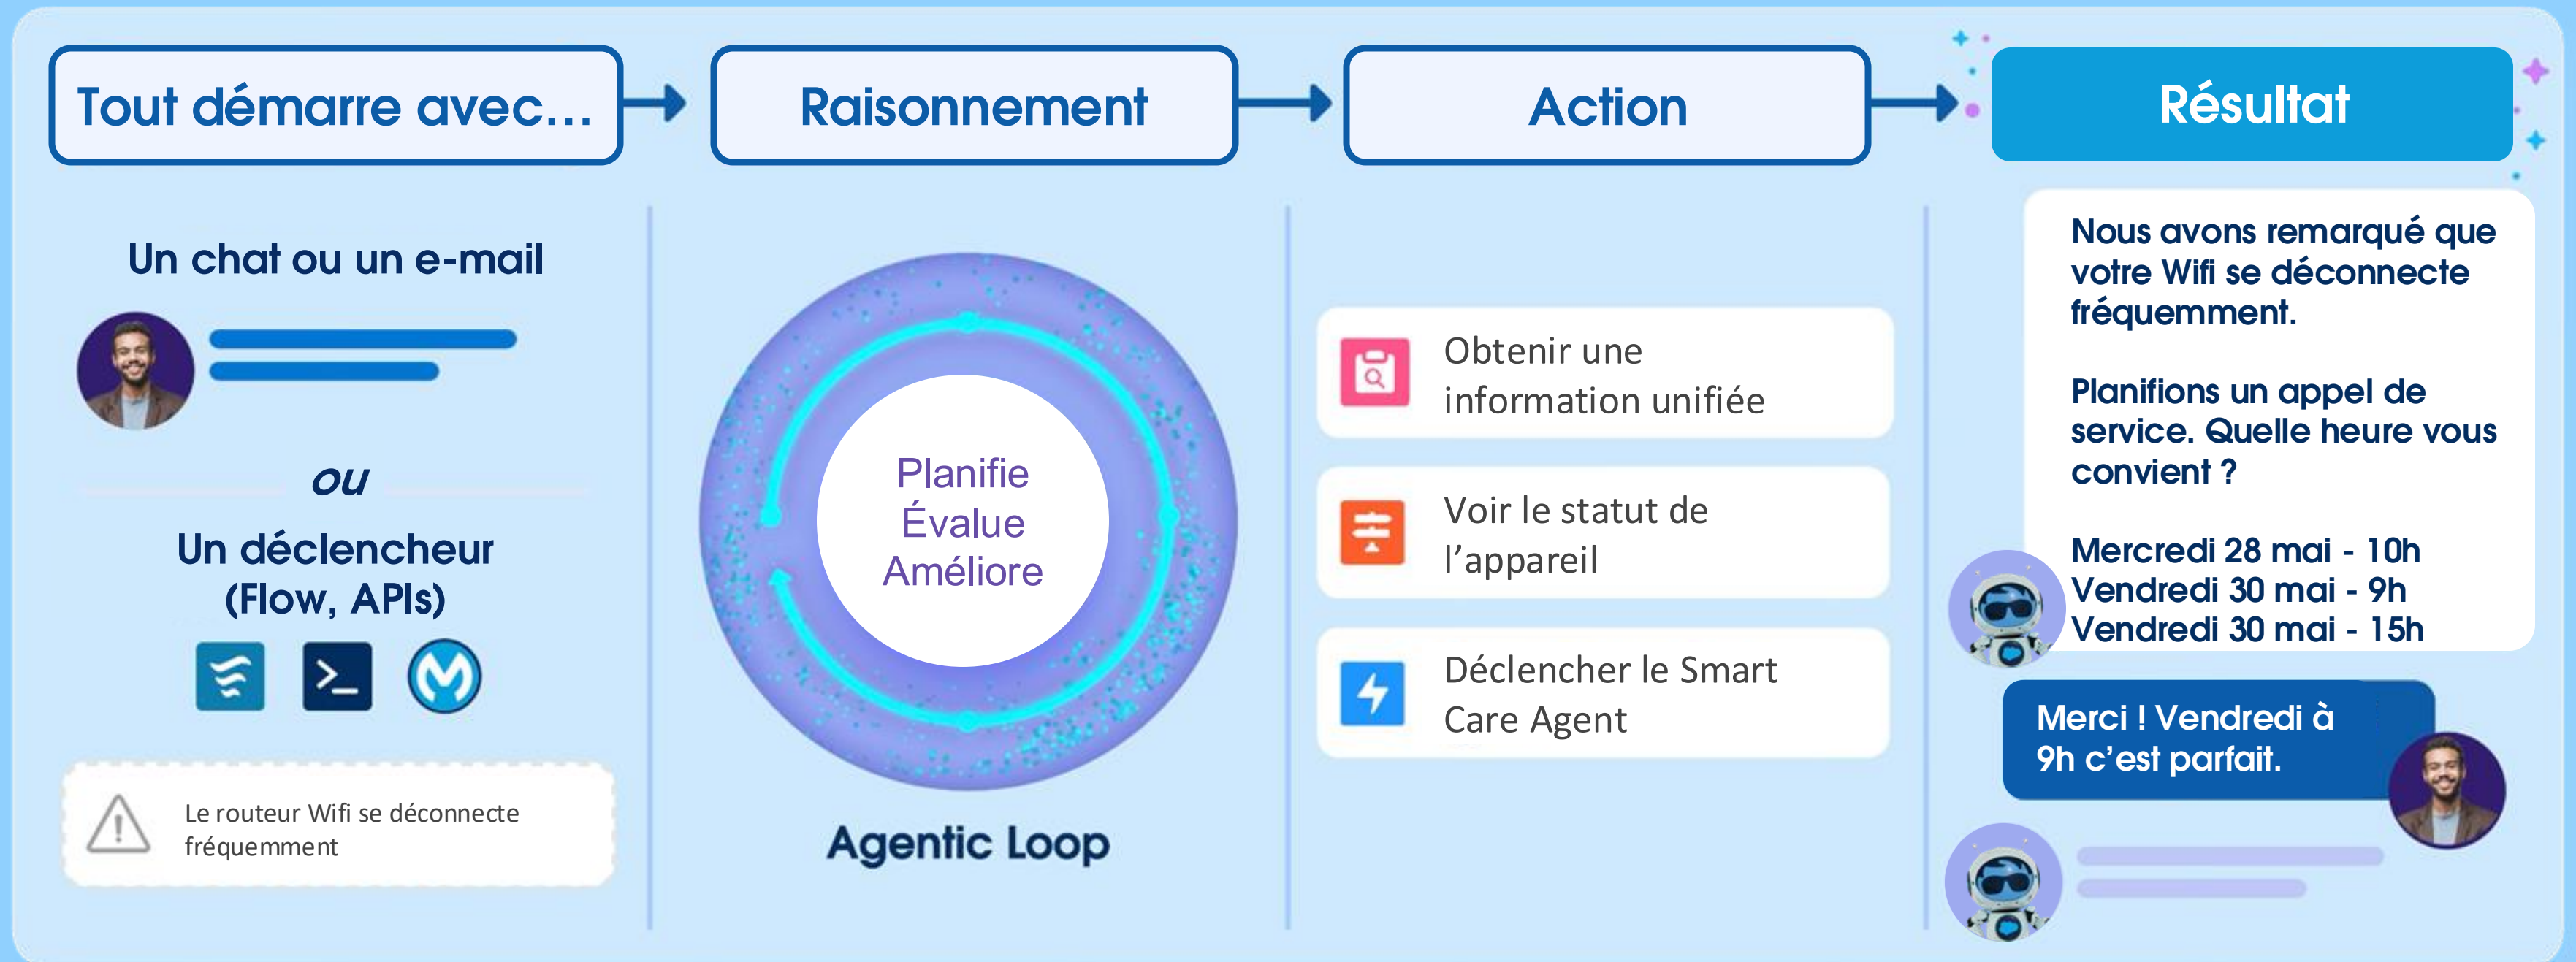 Tout démarre avec...
Raisonnement
Action
Résultat
Un chat ou un e-mail
ou
Un déclencheur
(Flow, APIs)
Le routeur Wifi se déconnecte
fréquemment
Planifie
Évalue
Améliore
Agentic Loop
Obtenir une
information unifiée
Voir le statut de
l’appareil
Déclencher le Smart
Care Agent
Nous avons remarqué que
votre Wifi se déconnecte
fréquemment.
Planifions un appel de
service. Quelle heure vous
convient ?
Mercredi 28 mai - 10h
Vendredi 30 mai - 9h
Vendredi 30 mai - 15h
Merci ! Vendredi à
9h c’est parfait.